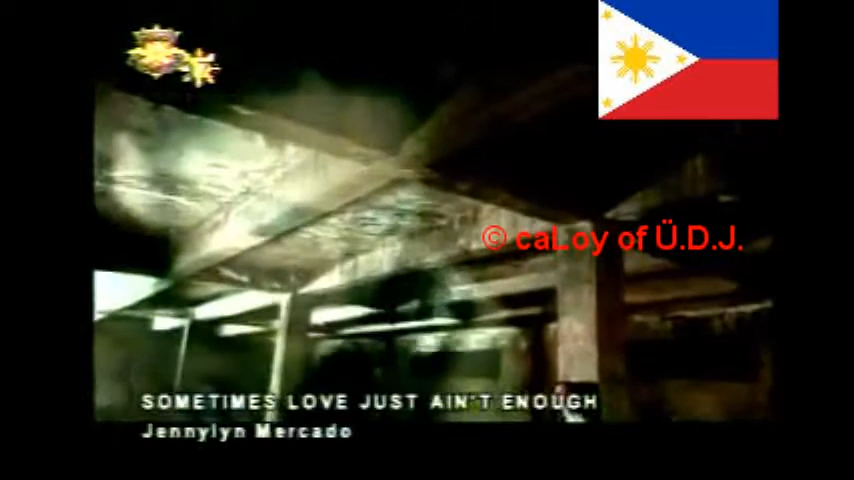 © caLoy of Ü.D.J.
SOMETIMES LOVE JUST AIN'T ENOUGH
Jennylyn Mercado